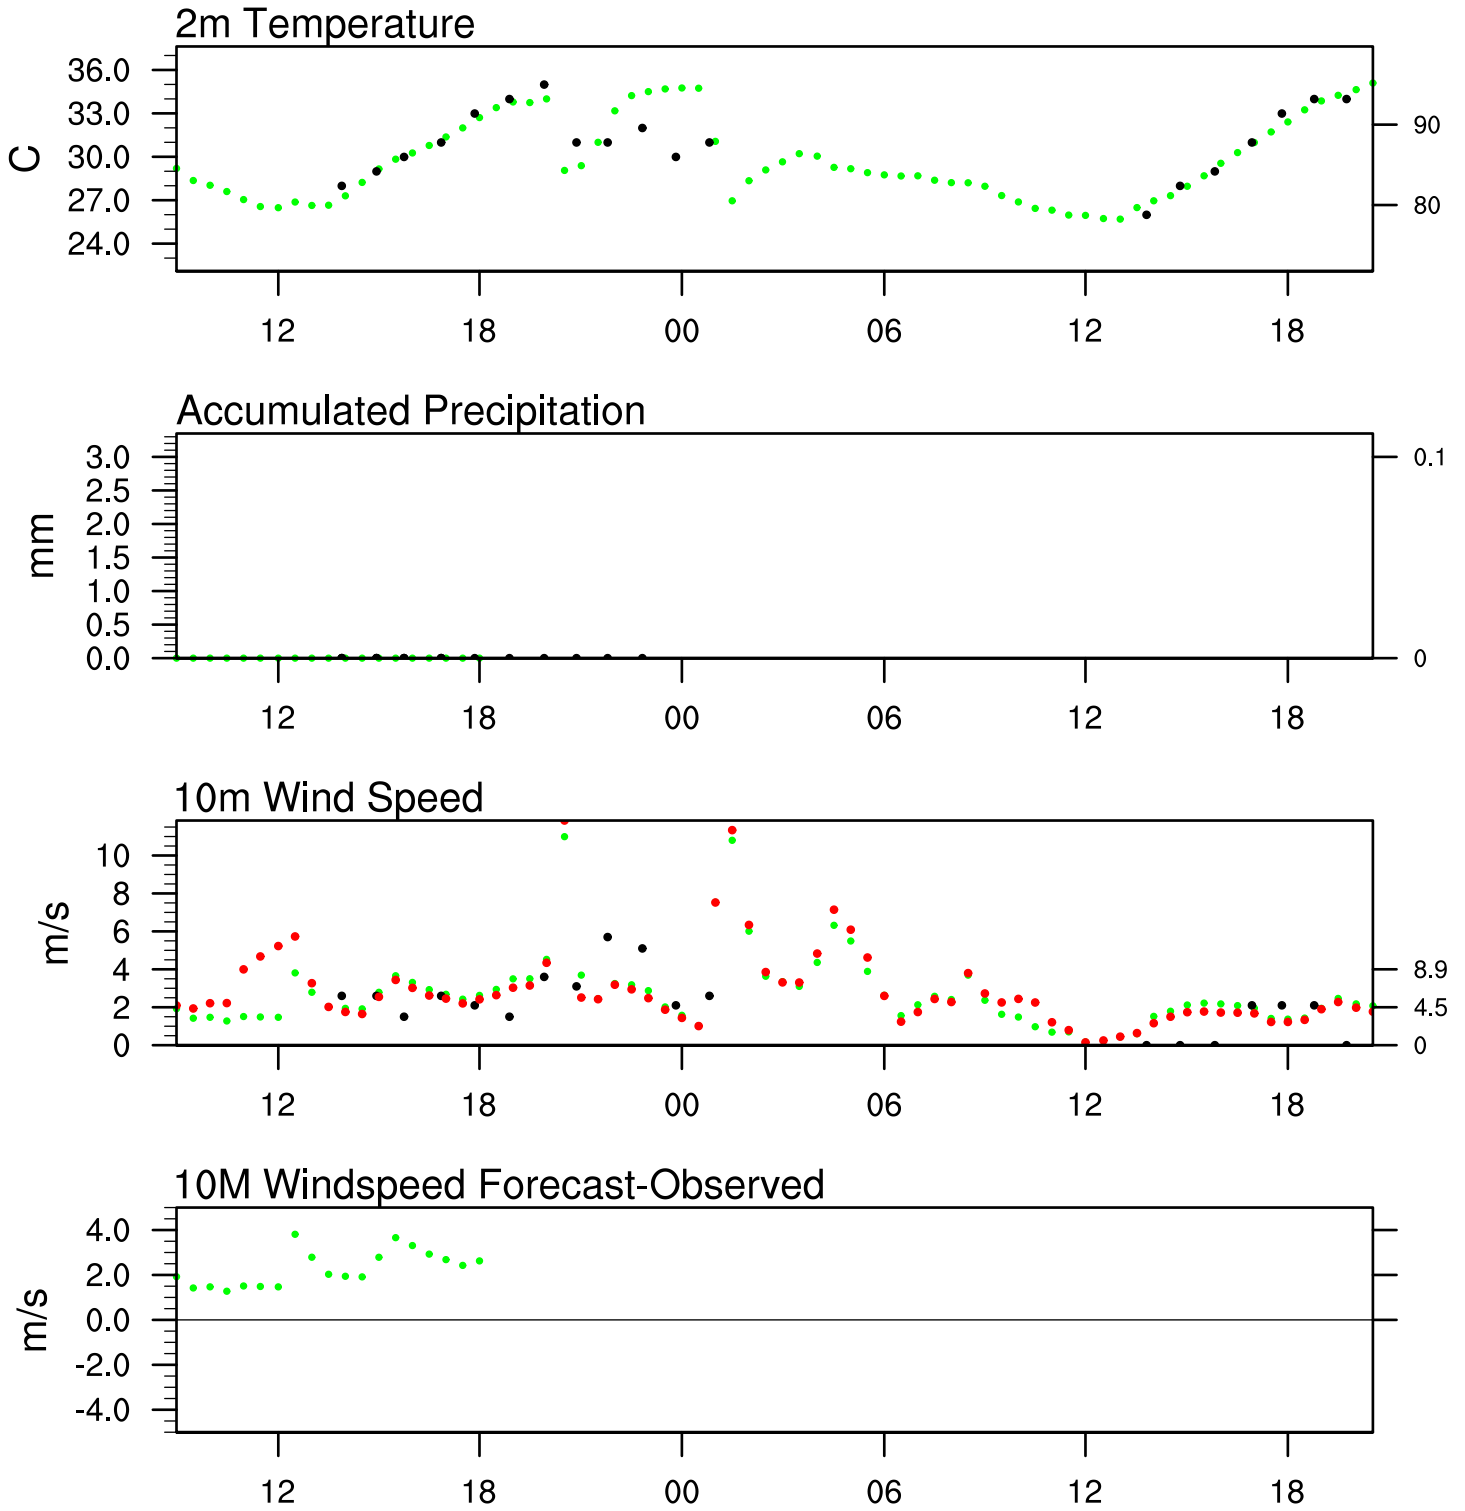 2m Temperature
36.0
33.0
30.0
27.0
24.0
C
90
80
12 18 00 06 12 18
Accumulated Precipitation
3.0
2.5
2.0
1.5
1.0
0.5
0.0
mm
0.1
0
12 18 00 06 12 18
10m Wind Speed
10
8
6
4
2
0
m/s
8.9
4.5
0
12 18 00 06 12 18
10M Windspeed Forecast-Observed
4.0
2.0
0.0
-2.0
-4.0
m/s
12 18 00 06 12 18